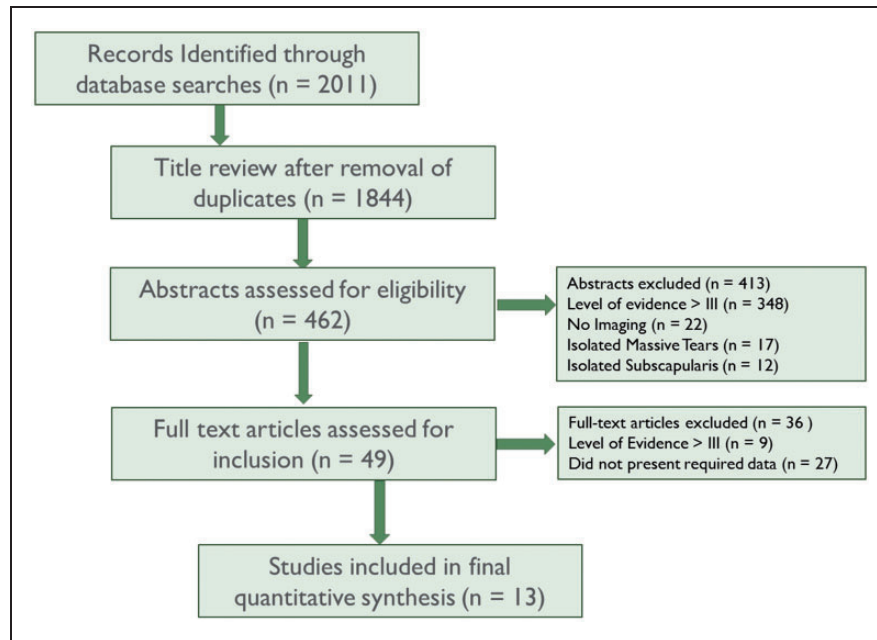 Records Identified through
database searches (n = 2011)
Title review after removal of
duplicates (n = 1844)
Abstracts assessed for eligibility
(n = 462)
Abstracts excluded (n = 413)
Level of evidence > III (n = 348)
No Imaging (n = 22)
Isolated Massive Tears (n = 17)
Isolated Subscapularis (n = 12)
Full text articles assessed for
inclusion (n = 49)
Full-text articles excluded (n = 36 )
Level of Evidence > III (n = 9)
Did not present required data (n = 27)
Studies included in final
quantitative synthesis (n = 13)